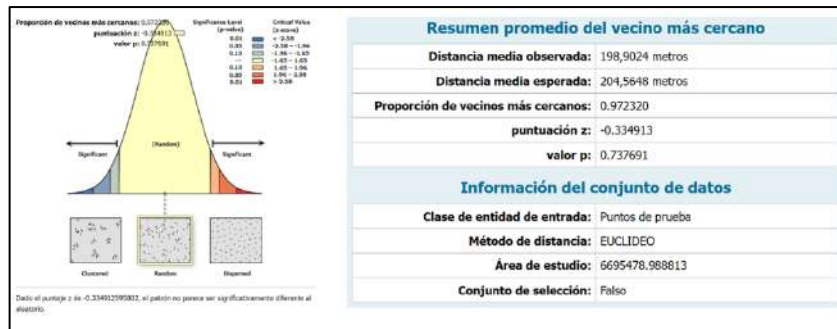 Proporción de vecinos más cercanos: 0.972320
puntuación z: -0.334913
valor p: 0.737691
Significance Level
(p-value)
Critical Value
(z-score)
0.01 < -2.58
0.05 -2.58 – -1.96
0.10 -1.96 – -1.65
--- -1.65 – 1.65
0.10 1.65 – 1.96
0.05 1.96 – 2.58
0.01 > 2.58
(Random)
Significant
Significant
Clustered
Random
Dispersed
Dado el puntaje z de -0.334912595802, el patrón no parece ser significativamente diferente al
aleatorio.
Resumen promedio del vecino más cercano
Distancia media observada: 198,9024 metros
Distancia media esperada: 204,5648 metros
Proporción de vecinos más cercanos: 0.972320
puntuación z: -0.334913
valor p: 0.737691
Información del conjunto de datos
Clase de entidad de entrada: Puntos de prueba
Método de distancia: EUCLIDEO
Área de estudio: 6695478.988813
Conjunto de selección: Falso